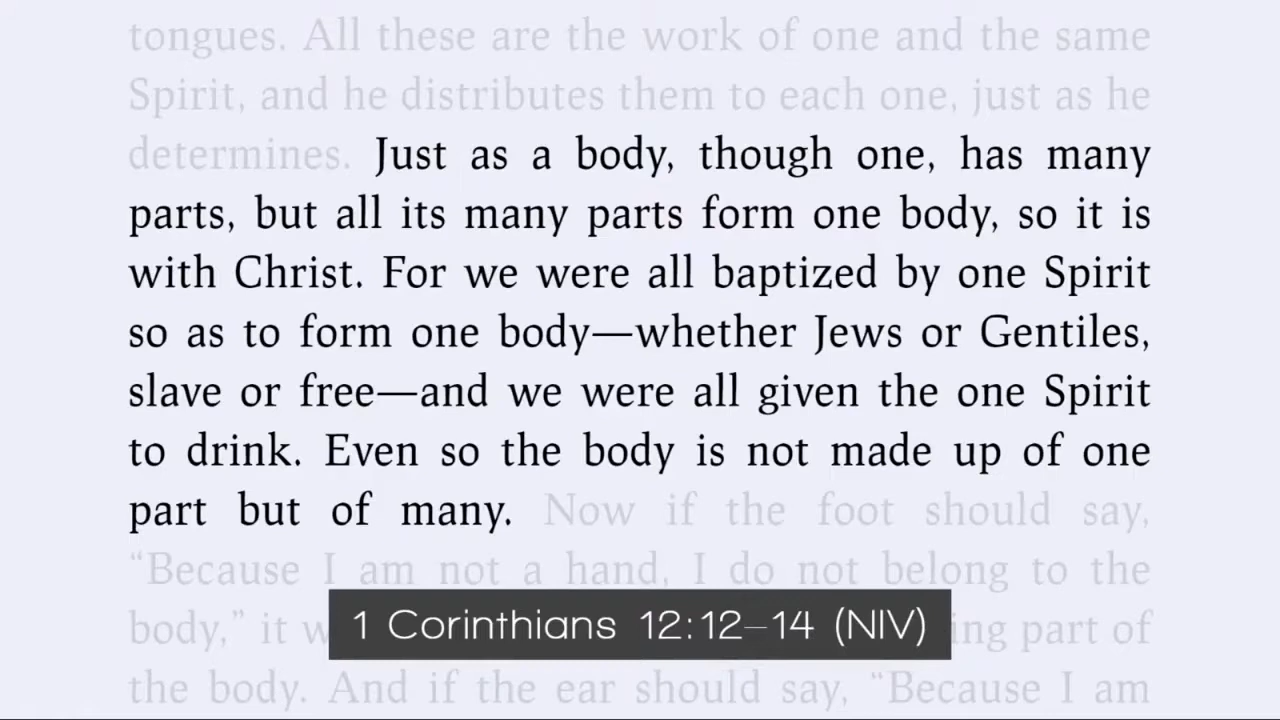 tongues. All these are the work of one and the same
Spirit, and he distributes them to each one, just as he
determines. Just as a body, though one, has many
parts, but all its many parts form one body, so it is
with Christ. For we were all baptized by one Spirit
so as to form one body—whether Jews or Gentiles,
slave or free—and we were all given the one Spirit
to drink. Even so the body is not made up of one
part but of many. Now if the foot should say,
“Because I am not a hand, I do not belong to the
body,” it part of
1 Corinthians 12:12–14 (NIV)
the body. And if the ear should say, “Because I am